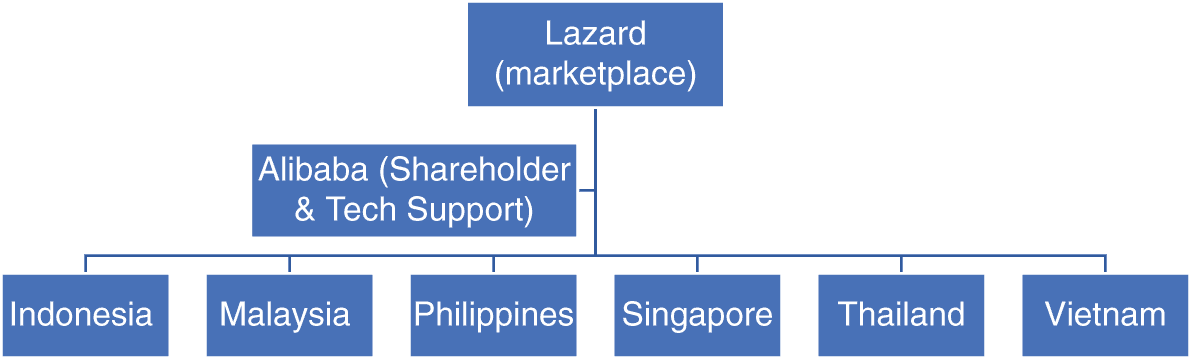 Lazard
(marketplace)
Alibaba (Shareholder
& Tech Support)
Indonesia
Malaysia
Philippines
Singapore
Thailand
Vietnam